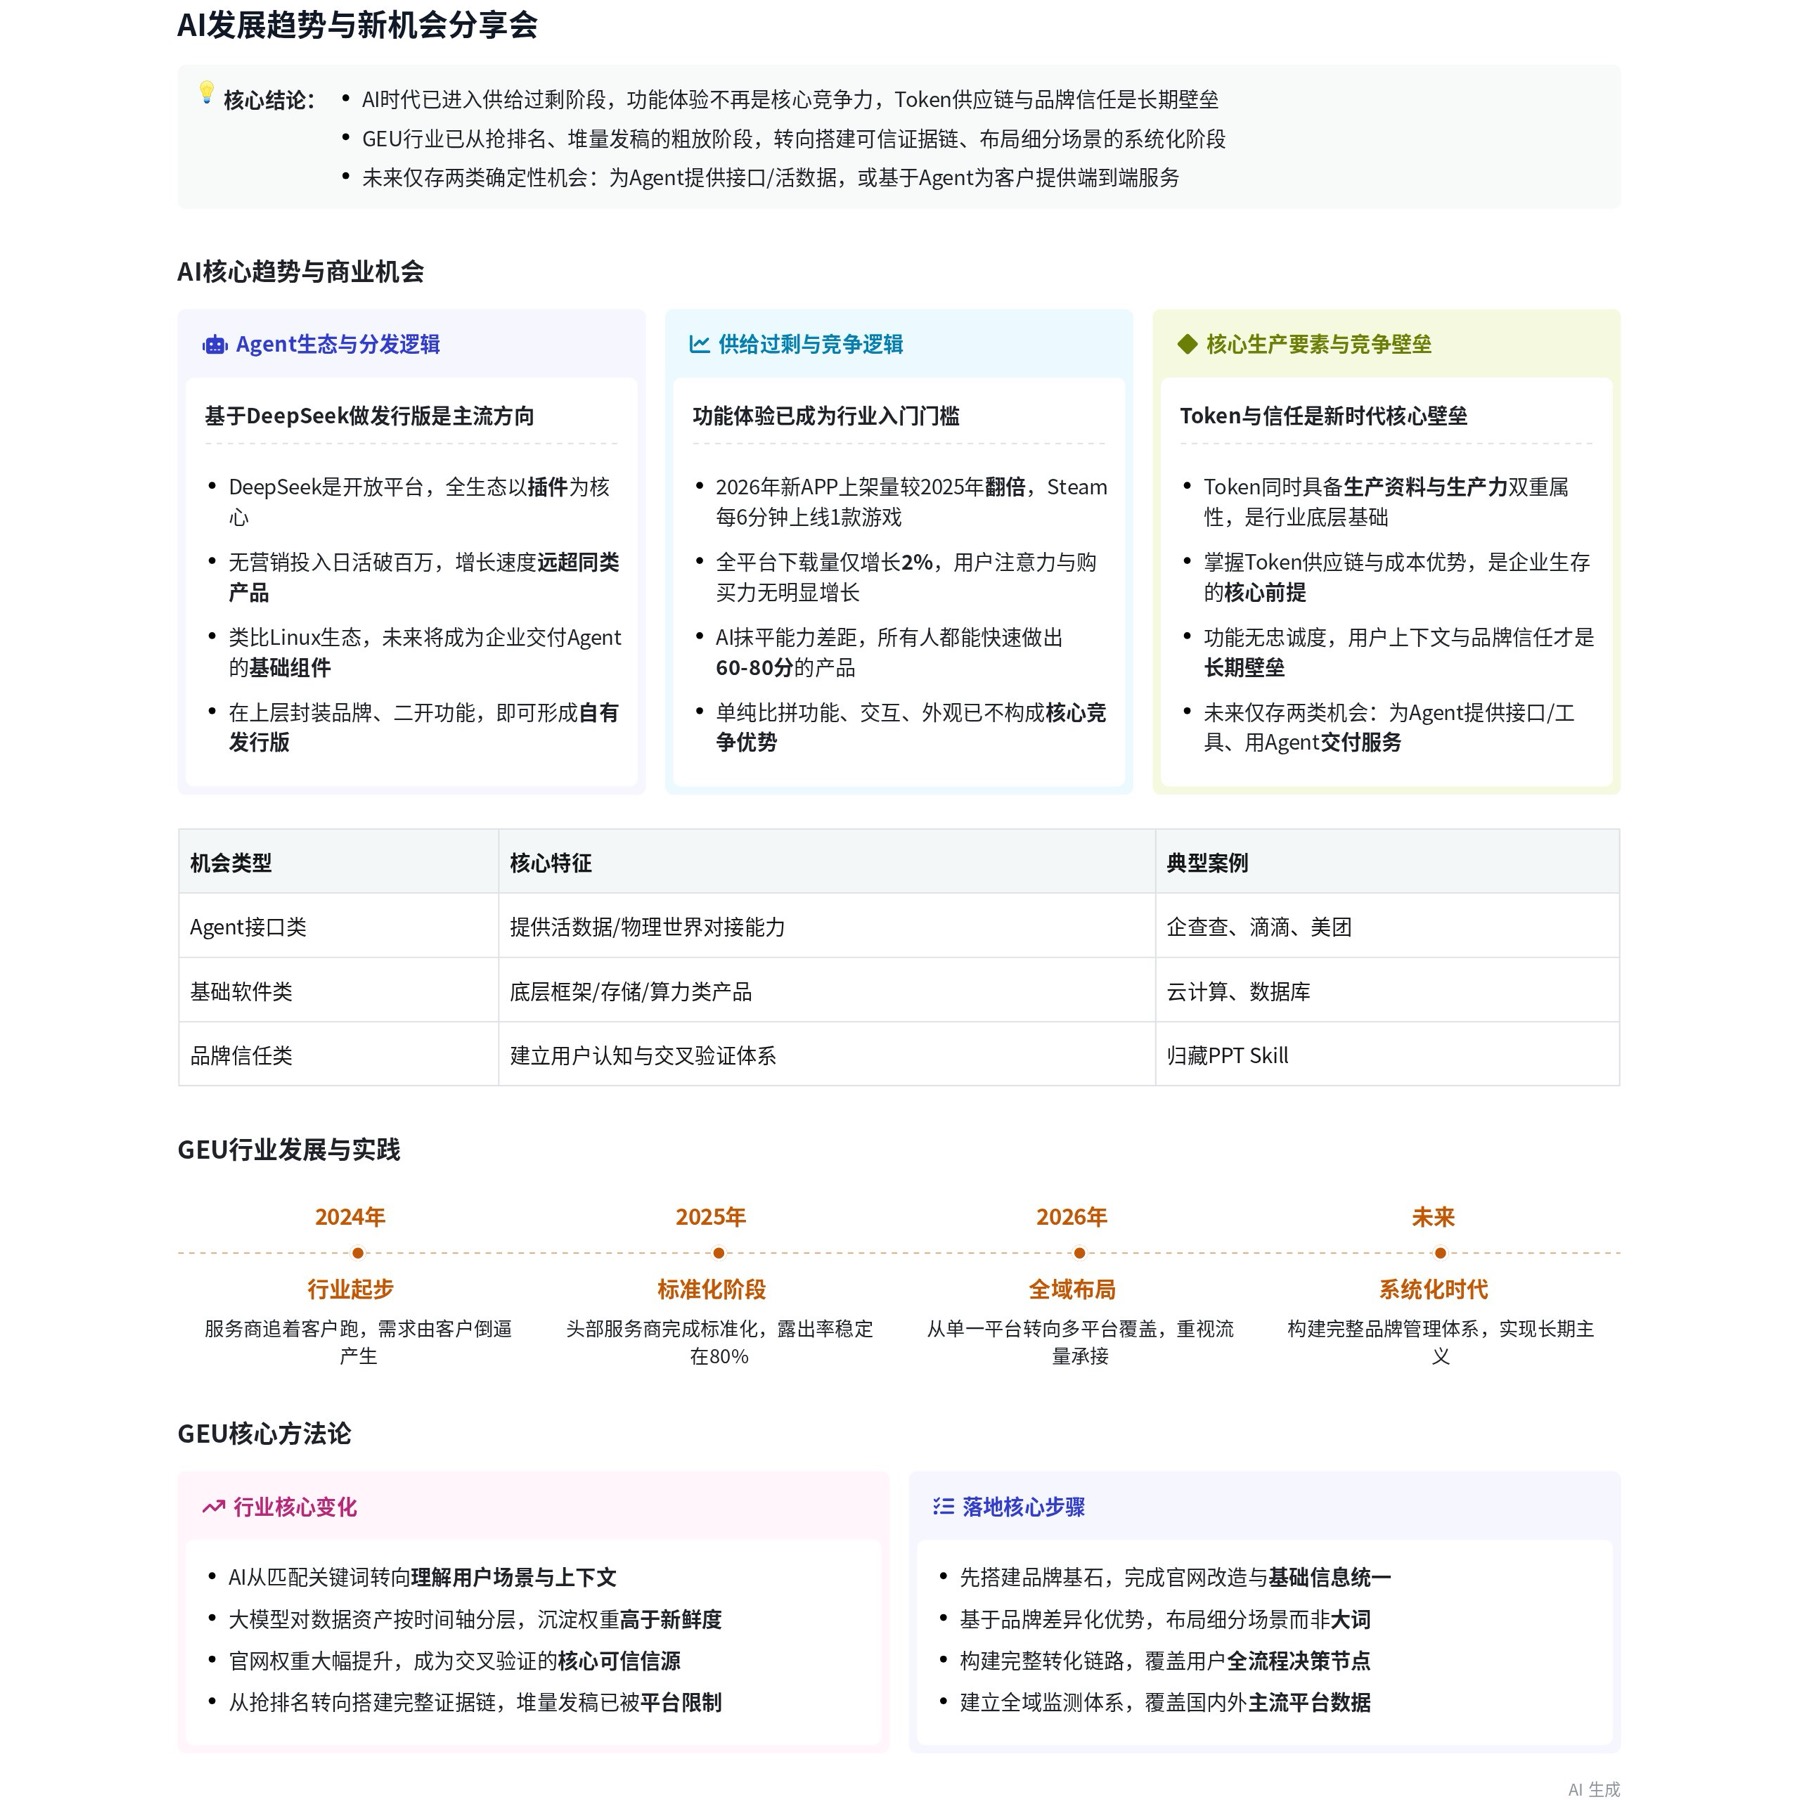 AI发展趋势与新机会分享会
核心结论：
AI时代已进入供给过剩阶段，功能体验不再是核心竞争力，Token供应链与品牌信任是长期壁垒
GEU行业已从抢排名、堆量发稿的粗放阶段，转向搭建可信证据链、布局细分场景的系统化阶段
未来仅存两类确定性机会：为Agent提供接口/活数据，或基于Agent为客户提供端到端服务
AI核心趋势与商业机会
Agent生态与分发逻辑
基于DeepSeek做发行版是主流方向
DeepSeek是开放平台，全生态以插件为核
心
无营销投入日活破百万，增长速度远超同类
产品
类比Linux生态，未来将成为企业交付Agent
的基础组件
在上层封装品牌、二开功能，即可形成自有
发行版
供给过剩与竞争逻辑
功能体验已成为行业入门门槛
2026年新APP上架量较2025年翻倍，Steam
每6分钟上线1款游戏
全平台下载量仅增长2%，用户注意力与购
买力无明显增长
AI抹平能力差距，所有人都能快速做出
60-80分的产品
单纯比拼功能、交互、外观已不构成核心竞
争优势
核心生产要素与竞争壁垒
Token与信任是新时代核心壁垒
Token同时具备生产资料与生产力双重属
性，是行业底层基础
掌握Token供应链与成本优势，是企业生存
的核心前提
功能无忠诚度，用户上下文与品牌信任才是
长期壁垒
未来仅存两类机会：为Agent提供接口/工
具、用Agent交付服务
机会类型 核心特征 典型案例
Agent接口类 提供活数据/物理世界对接能力 企查查、滴滴、美团
基础软件类 底层框架/存储/算力类产品 云计算、数据库
品牌信任类 建立用户认知与交叉验证体系 归藏PPT Skill
GEU行业发展与实践
2024年
行业起步
服务商追着客户跑，需求由客户倒逼
产生
2025年
标准化阶段
头部服务商完成标准化，露出率稳定
在80%
2026年
全域布局
从单一平台转向多平台覆盖，重视流
量承接
未来
系统化时代
构建完整品牌管理体系，实现长期主
义
GEU核心方法论
行业核心变化
AI从匹配关键词转向理解用户场景与上下文
大模型对数据资产按时间轴分层，沉淀权重高于新鲜度
官网权重大幅提升，成为交叉验证的核心可信信源
从抢排名转向搭建完整证据链，堆量发稿已被平台限制
落地核心步骤
先搭建品牌基石，完成官网改造与基础信息统一
基于品牌差异化优势，布局细分场景而非大词
构建完整转化链路，覆盖用户全流程决策节点
建立全域监测体系，覆盖国内外主流平台数据
AI 生成